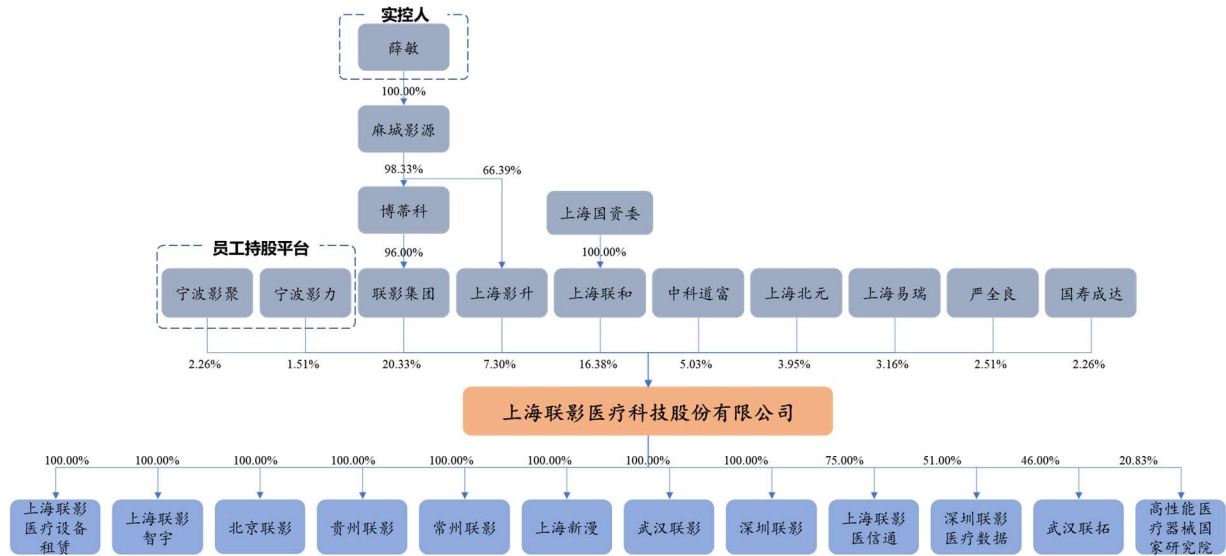 实控人
薛敏
100.00%
麻城影源
98.33%
66.39%
博蒂科
上海国资委
员工持股平台
96.00%
100.00%
宁波影聚
宁波影力
联影集团
上海影升
上海联和
中科道富
上海北元
上海易瑞
严全良
国寿成达
2.26%
1.51%
20.33%
7.30%
16.38%
5.03%
3.95%
3.16%
2.51%
2.26%
上海联影医疗科技股份有限公司
100.00%
100.00%
100.00%
100.00%
100.00%
100.00%
100.00%
100.00%
75.00%
51.00%
46.00%
20.83%
上海联影
医疗设备
租赁
上海联影
智宇
北京联影
贵州联影
常州联影
上海新漫
武汉联影
深圳联影
上海联影
医信通
深圳联影
医疗数据
武汉联拓
高性能医
疗器械国
家研究院